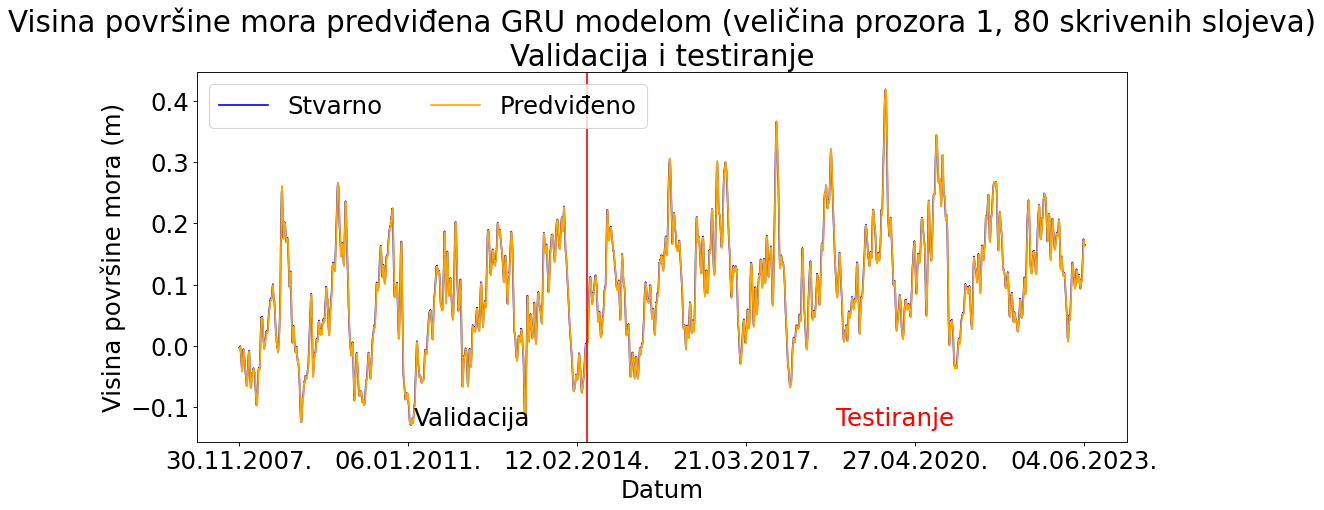 Visina površine mora predviđena GRU modelom (veličina prozora 1, 80 skrivenih slojeva)
Validacija i testiranje
Stvarno Predviđeno
Visina površine mora (m)
0.4
0.3
0.2
0.1
0.0
−0.1
Validacija Testiranje
30.11.2007. 06.01.2011. 12.02.2014. 21.03.2017. 27.04.2020. 04.06.2023.
Datum